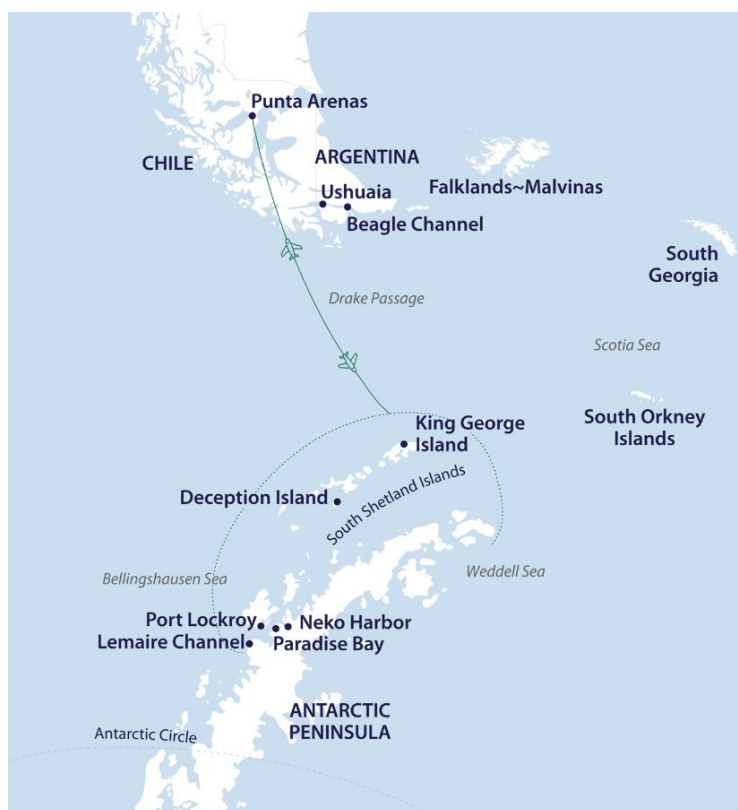 Punta Arenas
CHILE
ARGENTINA
Falklands~Malvinas
Ushuaia
Beagle Channel
South
Georgia
Drake Passage
Scotia Sea
King George
Island
South Orkney
Islands
Deception Island
South Shetland Islands
Bellingshausen Sea
Weddell Sea
Port Lockroy
Neko Harbor
Lemaire Channel
Paradise Bay
ANTARCTIC
PENINSULA
Antarctic Circle